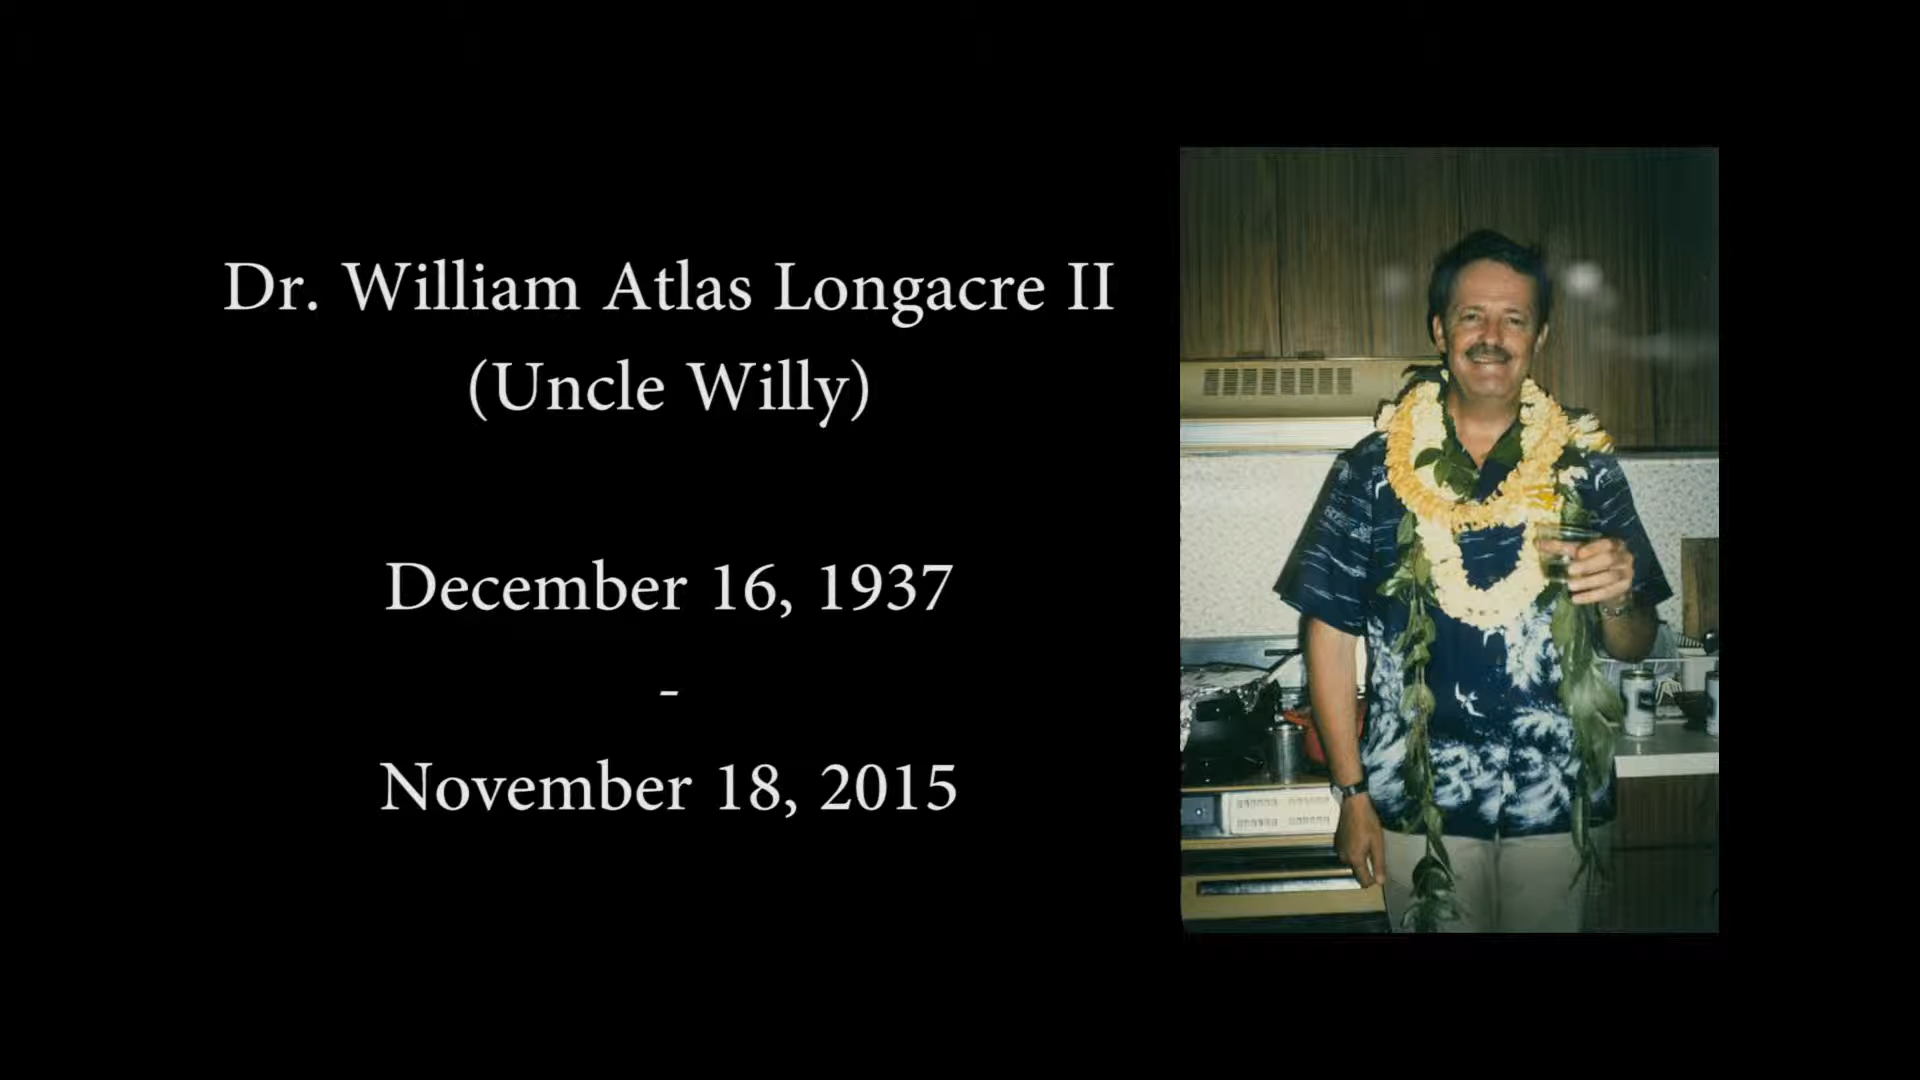 Dr. William Atlas Longacre II
(Uncle Willy)
December 16, 1937
-
November 18, 2015